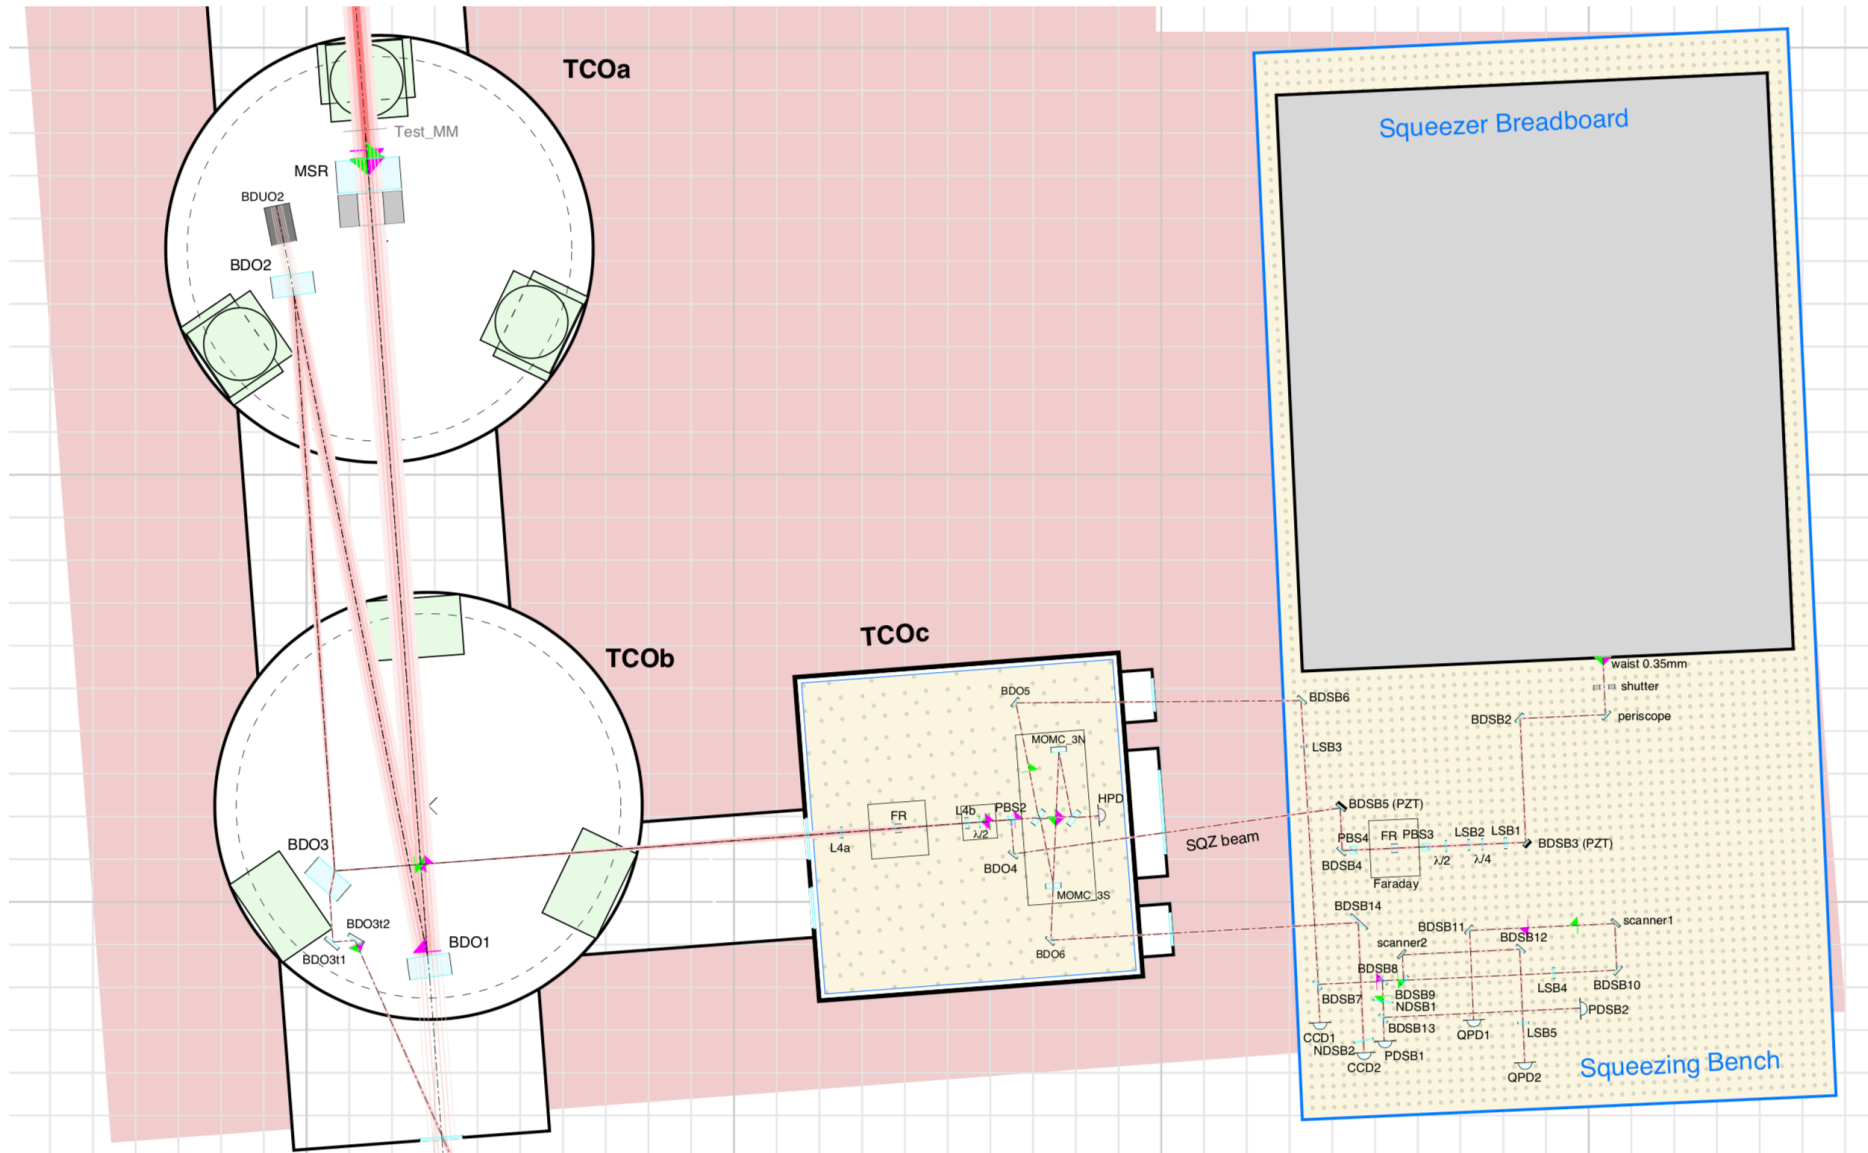 TCOa
Squeezer Breadboard
Test_MM
MSR
BDUO2
BDO2
TCOb
TCOc
waist 0.35mm
shutter
periscope
BDSB2
BDSB6
LSB3
BDO5
MOMC_3N
HPD
L4b
PBS2
λ/2
FR
L4a
BDO4
MOMC_3S
BDO6
SQZ beam
BDSB5 (PZT)
PBS4
FR
PBS3
LSB2
LSB1
BDSB3 (PZT)
BDSB4
λ/2
λ/4
Faraday
BDO3
BDO3t2
BDO3t1
BDO1
BDSB14
BDSB11
scanner1
BDSB12
scanner2
BDSB8
BDSB7
BDSB9
NDSB1
LSB4
BDSB10
PDSB2
CCD1
NDSB2
BDSB13
PDSB1
QPD1
LSB5
CCD2
QPD2
Squeezing Bench